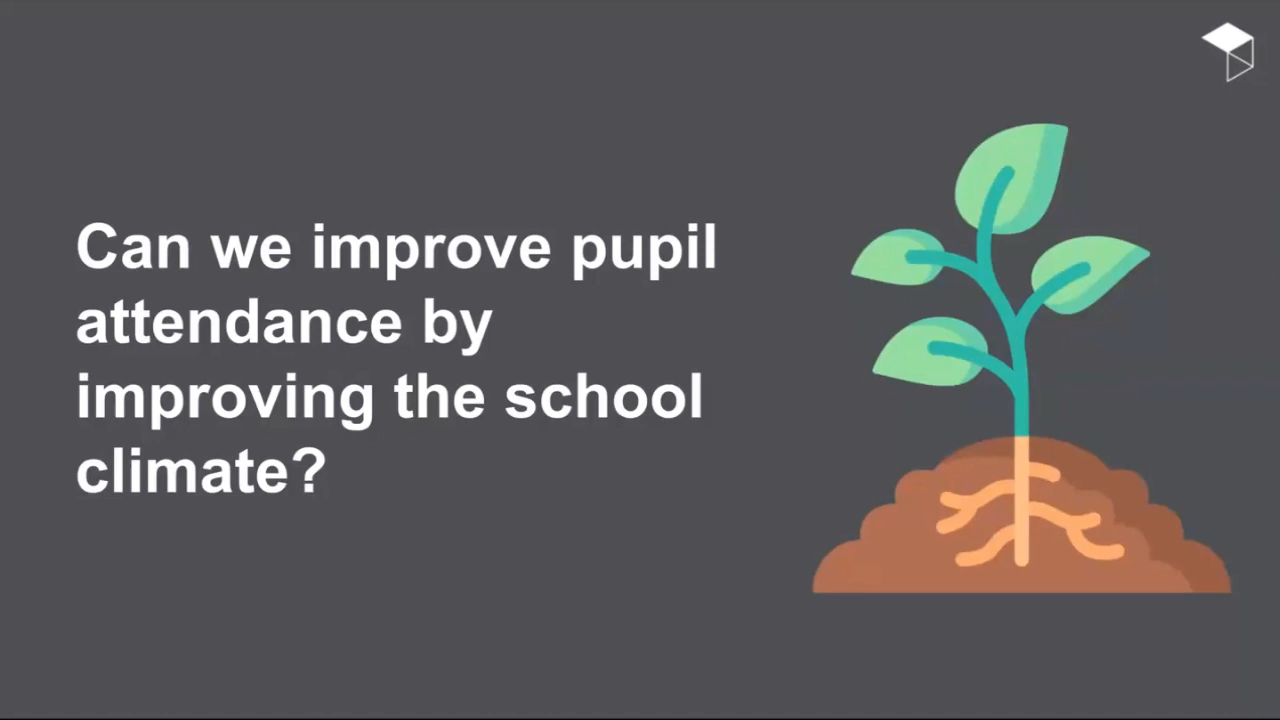 Can we improve pupil
attendance by
improving the school
climate?